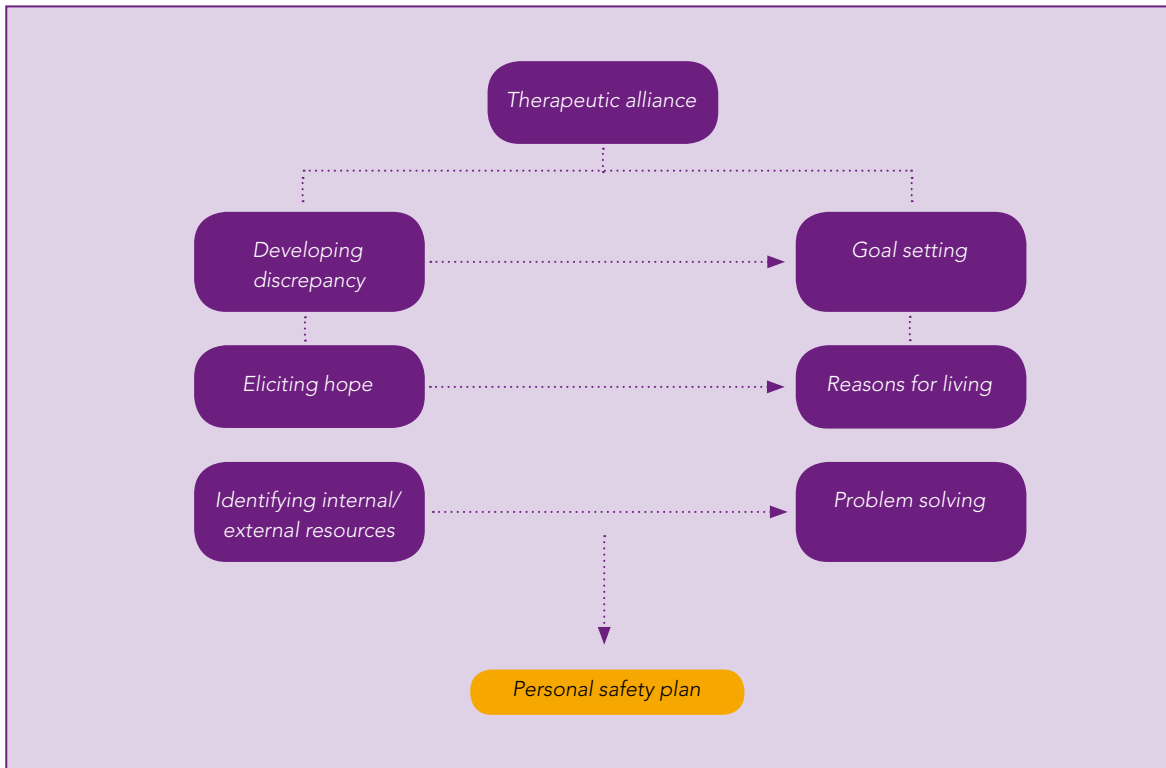 Therapeutic alliance
Developing
discrepancy
Goal setting
Eliciting hope
Reasons for living
Identifying internal/
external resources
Problem solving
Personal safety plan